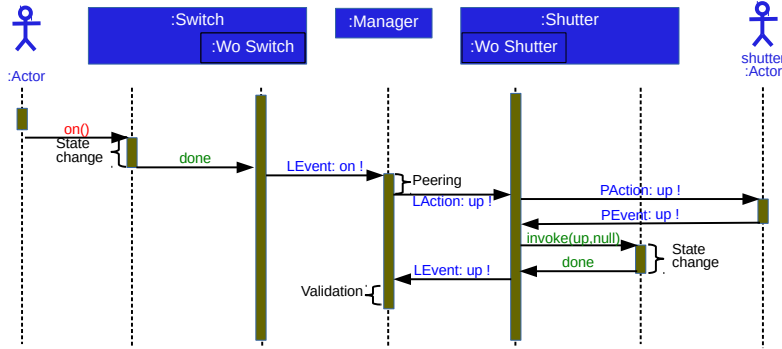 :Switch
:Manager
:Shutter
:Wo Switch
:Wo Shutter
:Actor
shutter
:Actor
on()
State
change
done
LEvent: on !
Peering
LAction: up !
PAction: up !
PEvent: up !
invoke(up,null)
State
change
done
LEvent: up !
Validation